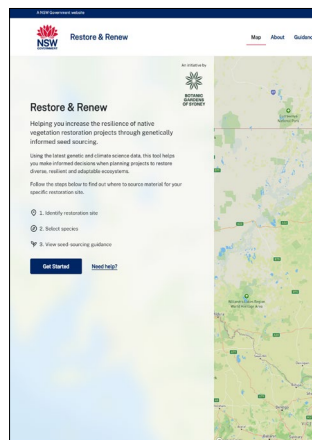 A NSW Government website
NSW
GOVERNMENT
Restore & Renew
Map About Guidanc
An initiative by
BOTANIC
GARDENS
OF SYDNEY
Restore & Renew
Helping you increase the resilience of native
vegetation restoration projects through genetically
informed seed sourcing.
Using the latest genetic and climate science data, this tool helps
you make informed decisions when planning projects to restore
diverse, resilient and adaptable ecosystems.
Follow the steps below to find out where to source material for your
specific restoration site.
1. Identify restoration site
2. Select species
3. View seed-sourcing guidance
Get Started Need help?